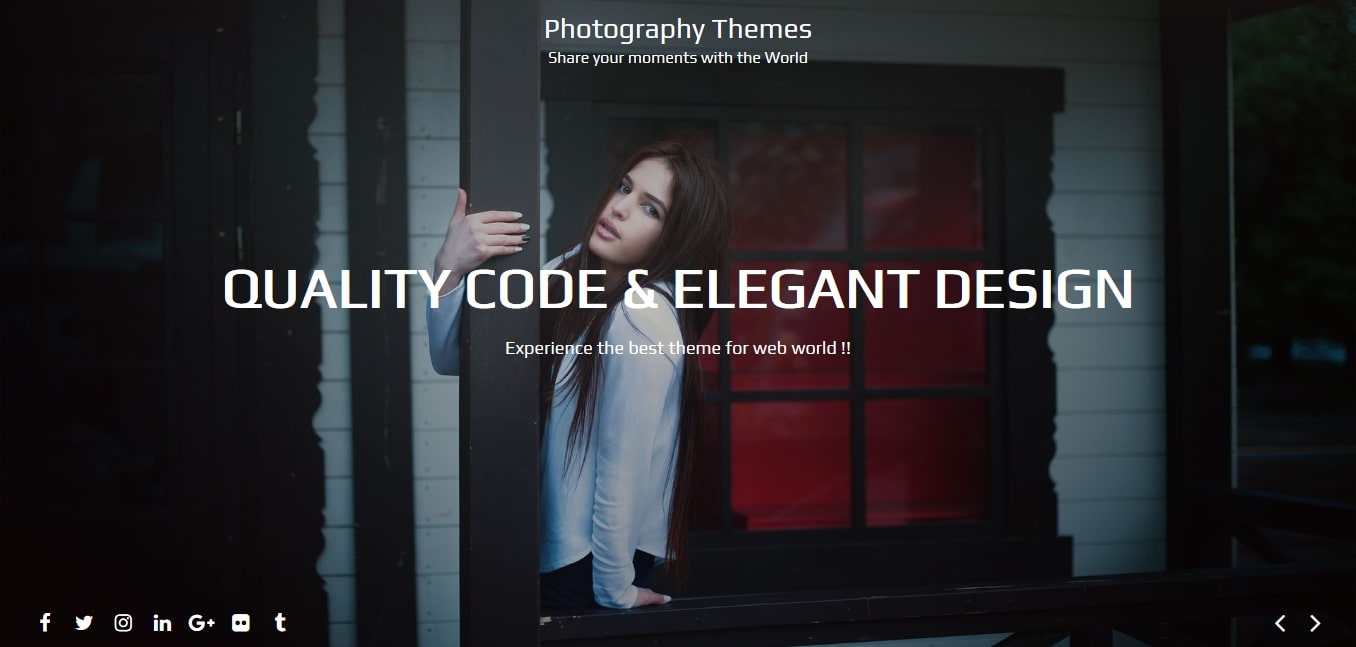 Photography Themes
Share your moments with the World
QUALITY CODE & ELEGANT DESIGN
Experience the best theme for web world !!